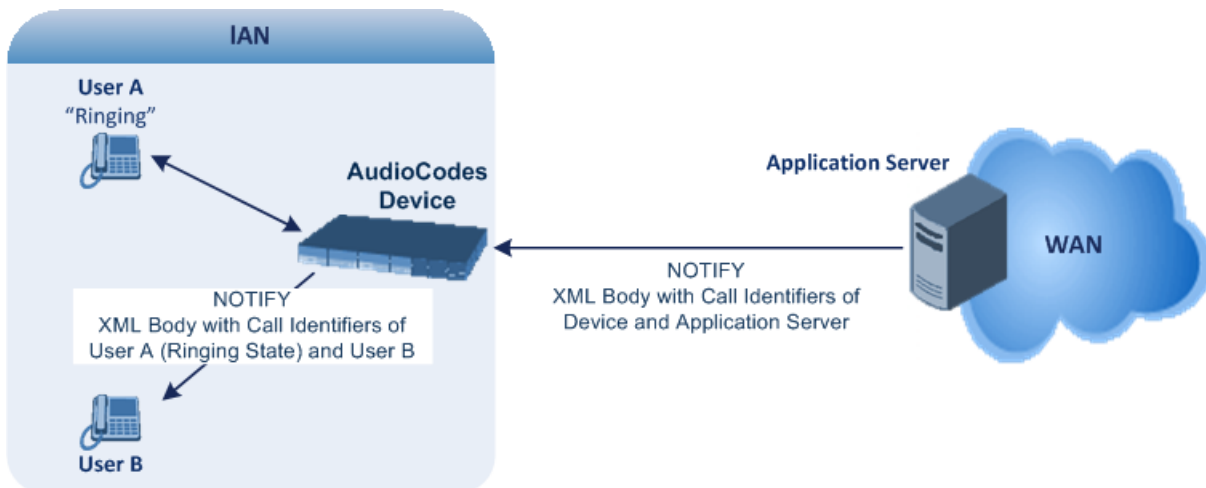 lAN
User A
"Ringing"
AudioCodes
Device
Application Server
WAN
NOTIFY
XML Body with Call Identifiers of
Device and Application Server
NOTIFY
XML Body with Call Identifiers of
User A (Ringing State) and User B
User B